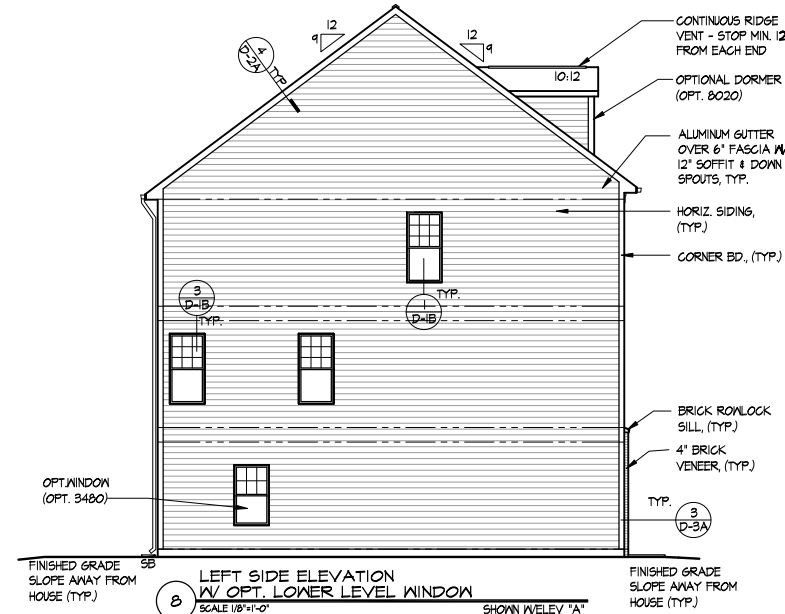 CONTINUOUS RIDGE
VENT - STOP MIN. 12
FROM EACH END
12
9
12
9
10:12
4
D-2A
TYP.
OPTIONAL DORMER
(OPT. 8020)
ALUMINUM GUTTER
OVER 6" FASCIA W/
12" SOFFIT & DOWN
SPOUTS, TYP.
HORIZ. SIDING,
(TYP.)
CORNER BD., (TYP.)
3
D-1B
TYP.
TYP.
1
D-1B
BRICK ROWLOCK
SILL, (TYP.)
4" BRICK
VENEER, (TYP.)
OPT.WINDOW
(OPT. 3480)
TYP.
3
D-3A
SB
FINISHED GRADE
SLOPE AWAY FROM
HOUSE (TYP.)
8
LEFT SIDE ELEVATION
W/ OPT. LOWER LEVEL WINDOW
SCALE 1/8"=1'-0"
SHOWN W/ELEV "A"
FINISHED GRADE
SLOPE AWAY FROM
HOUSE (TYP.)